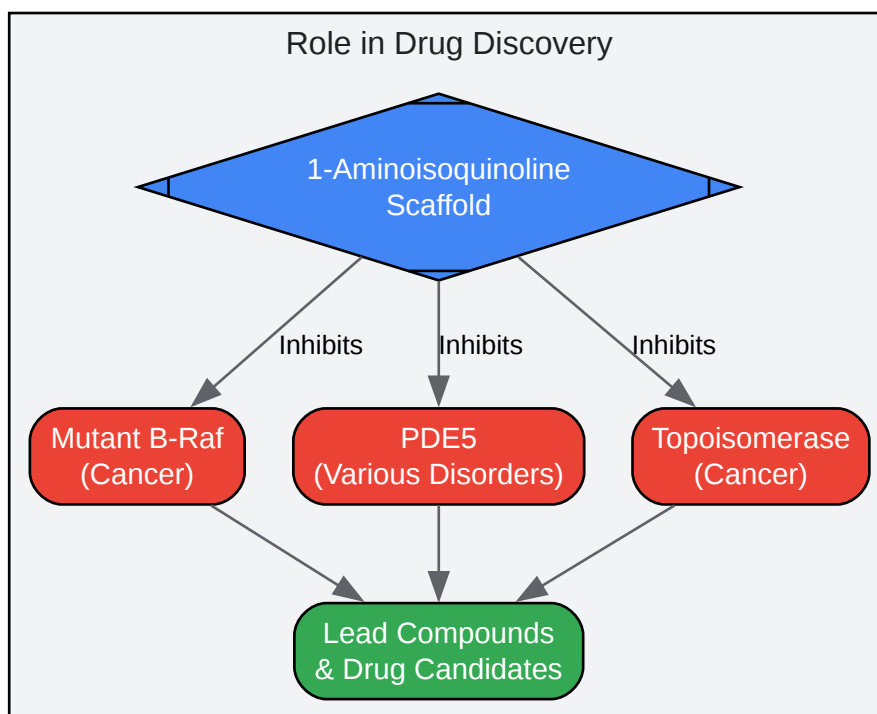 Role in Drug Discovery
1-Aminoisoquinoline
Scaffold
Inhibits
Inhibits
Inhibits
Mutant B-Raf
(Cancer)
PDE5
(Various Disorders)
Topoisomerase
(Cancer)
Lead Compounds
& Drug Candidates